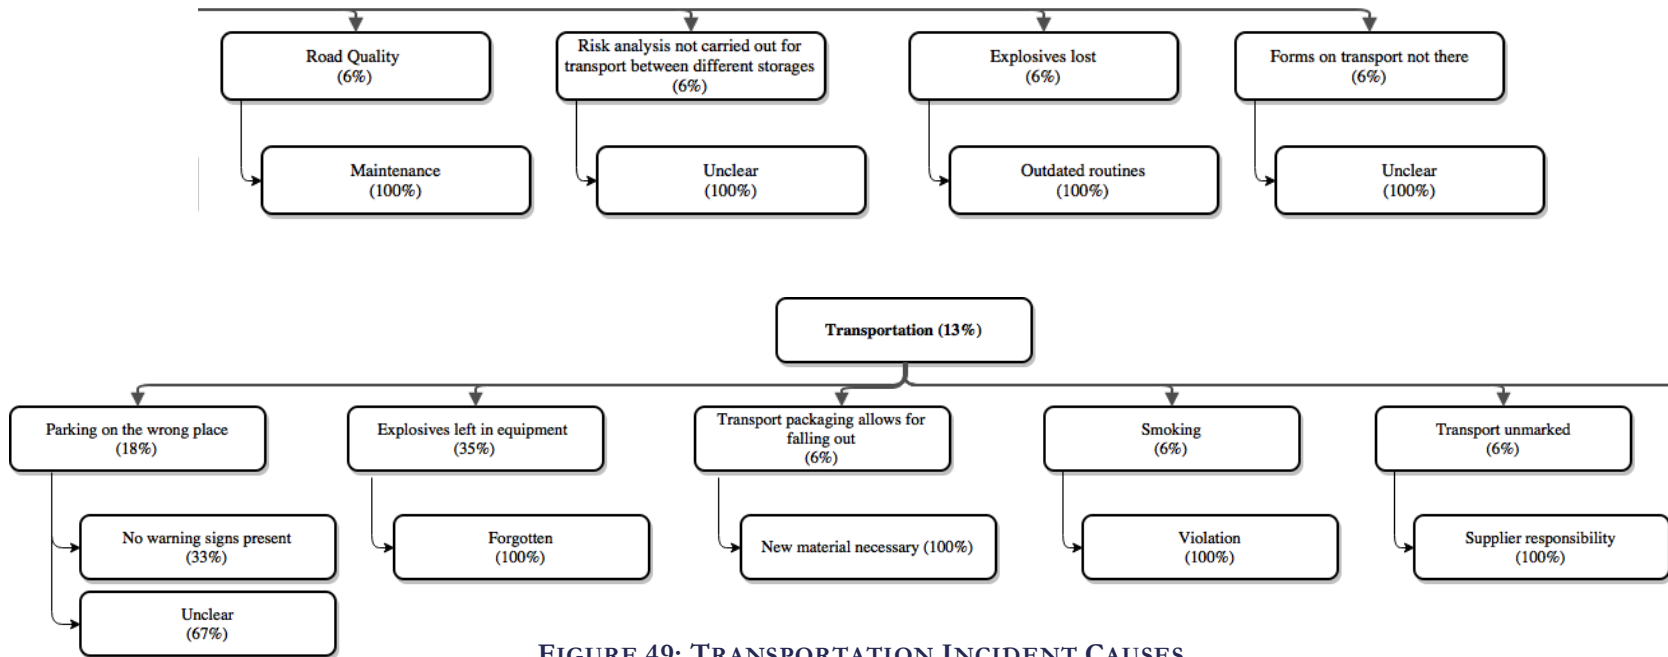 Road Quality
(6%)
Risk analysis not carried out for
transport between different storages
(6%)
Explosives lost
(6%)
Forms on transport not there
(6%)
Maintenance
(100%)
Unclear
(100%)
Outdated routines
(100%)
Unclear
(100%)
Transportation (13%)
Parking on the wrong place
(18%)
Explosives left in equipment
(35%)
Transport packaging allows for
falling out
(6%)
Smoking
(6%)
Transport unmarked
(6%)
No warning signs present
(33%)
Forgotten
(100%)
New material necessary (100%)
Violation
(100%)
Supplier responsibility
(100%)
Unclear
(67%)
FIGURE 49: TRANSPORTATION INCIDENT CAUSES